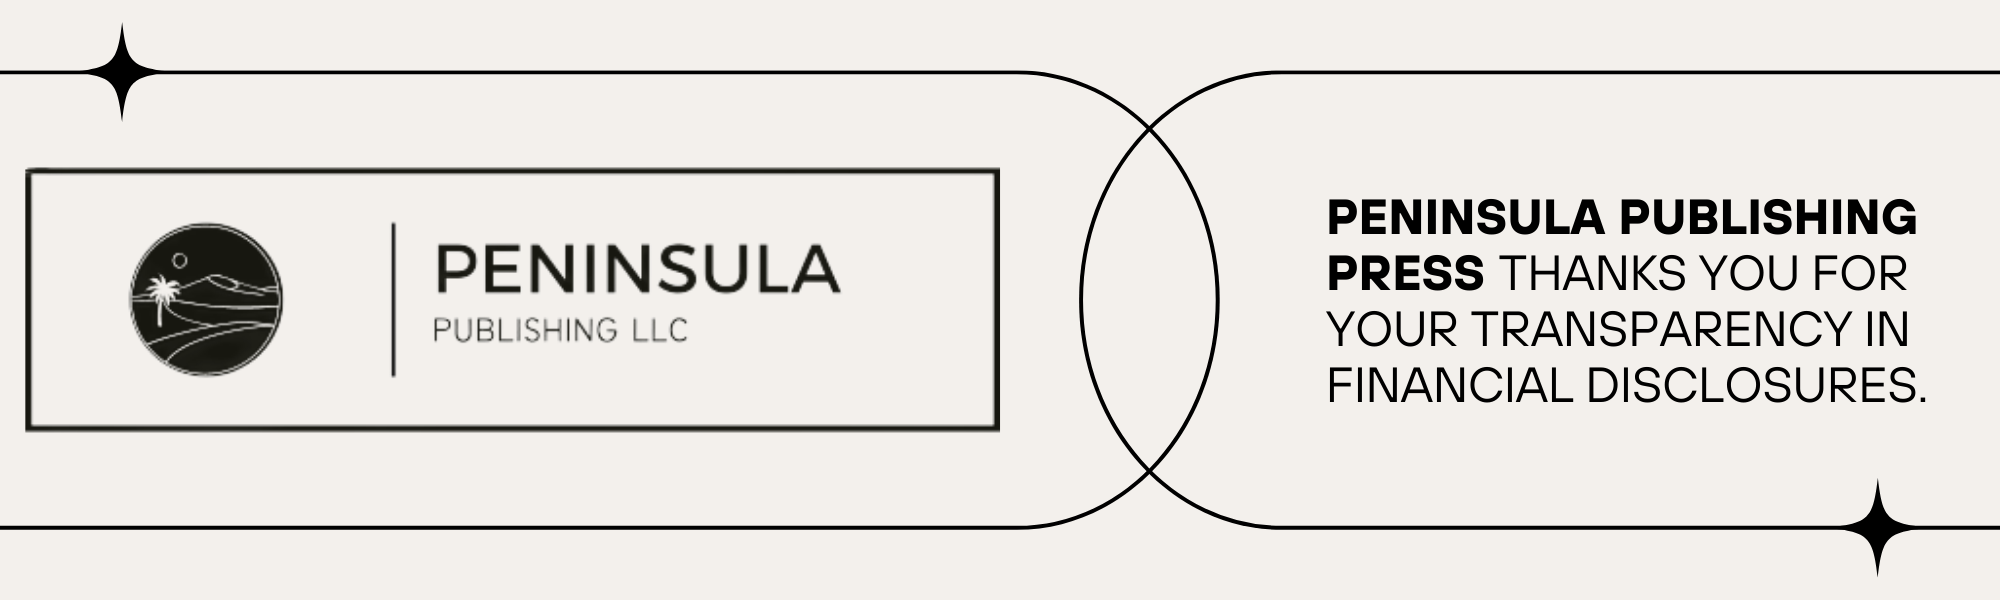 PENINSULA
PUBLISHING LLC
PENINSULA PUBLISHING
PRESS THANKS YOU FOR
YOUR TRANSPARENCY IN
FINANCIAL DISCLOSURES.